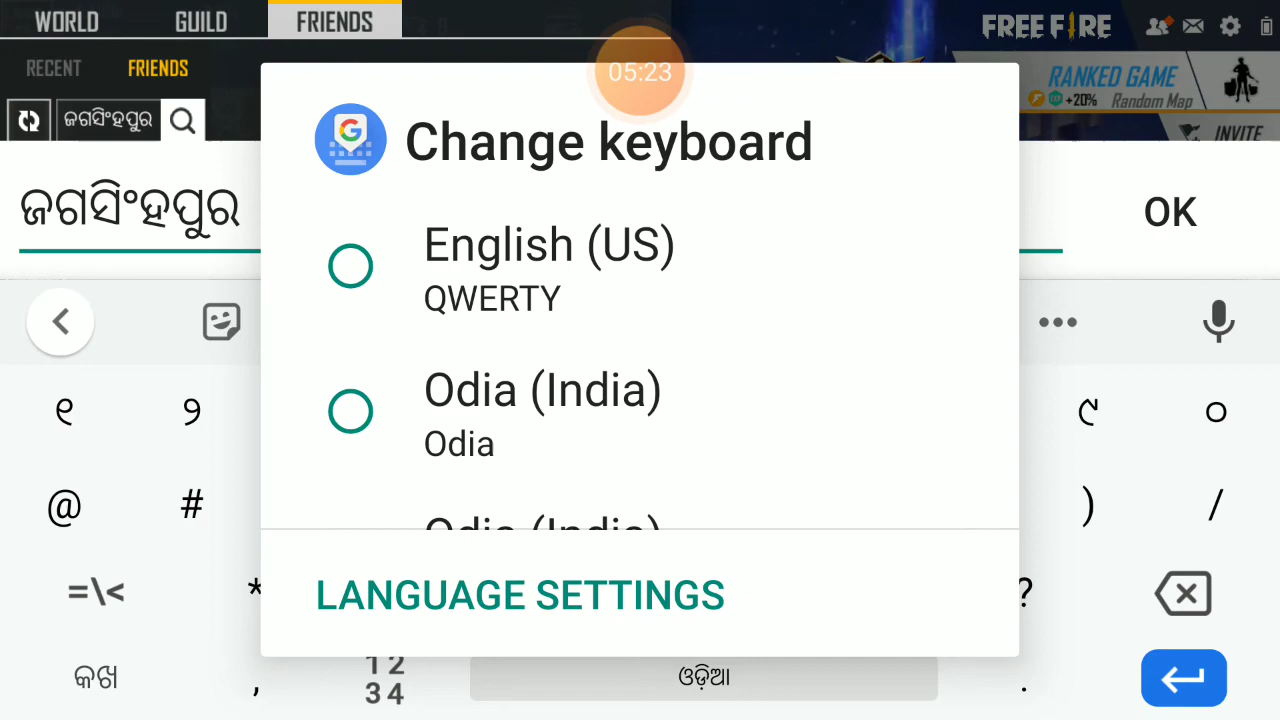 WORLD GUILD FRIENDS
FREE FIRE
RECENT FRIENDS
05:23
RANKED GAME
+20% Random Map
ଜଗସିଂହପୁର
INVITE
Change keyboard
ଜଗସିଂହପୁର
OK
English (US)
QWERTY
Odia (India)
Odia
Odia (India)
୧ ୨ ୯ ୦
@ # ) /
=\< * ?
LANGUAGE SETTINGS
କଖ , 1 2 3 4 ଓଡ଼ିଆ .